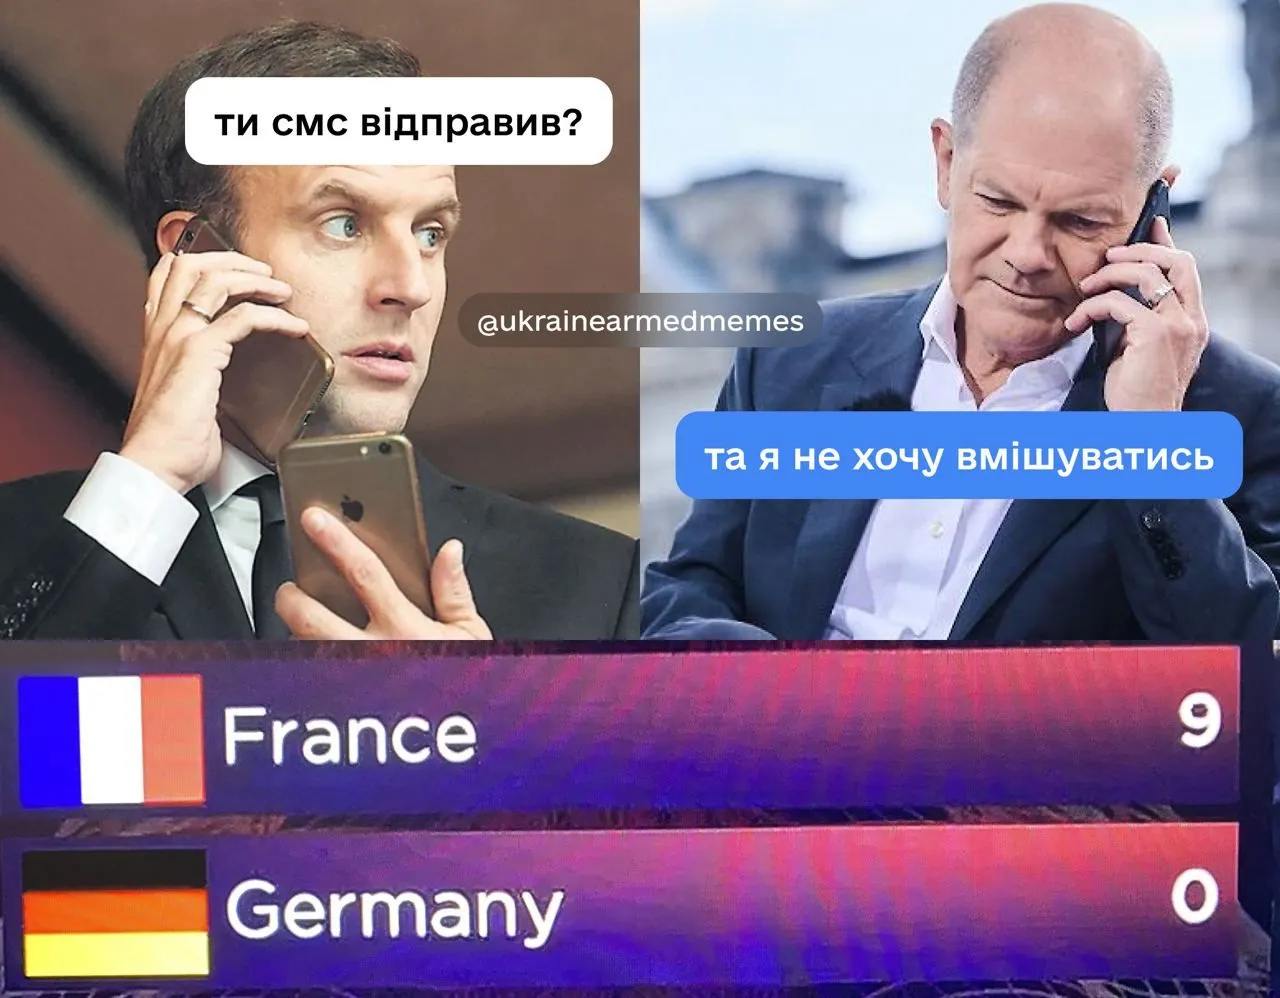 ти смс відправив?
@ukrainearmedmemes
та я не хочу вмішуватись
France 9
Germany 0